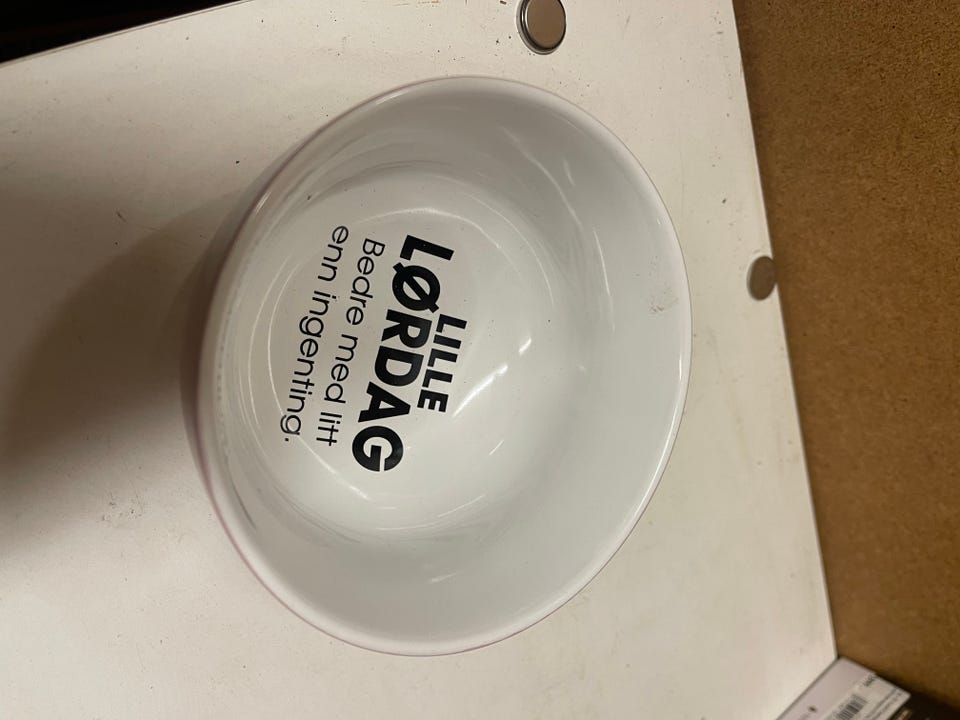 LILLE
LØRDAG
Bedre med litt
enn ingenting.